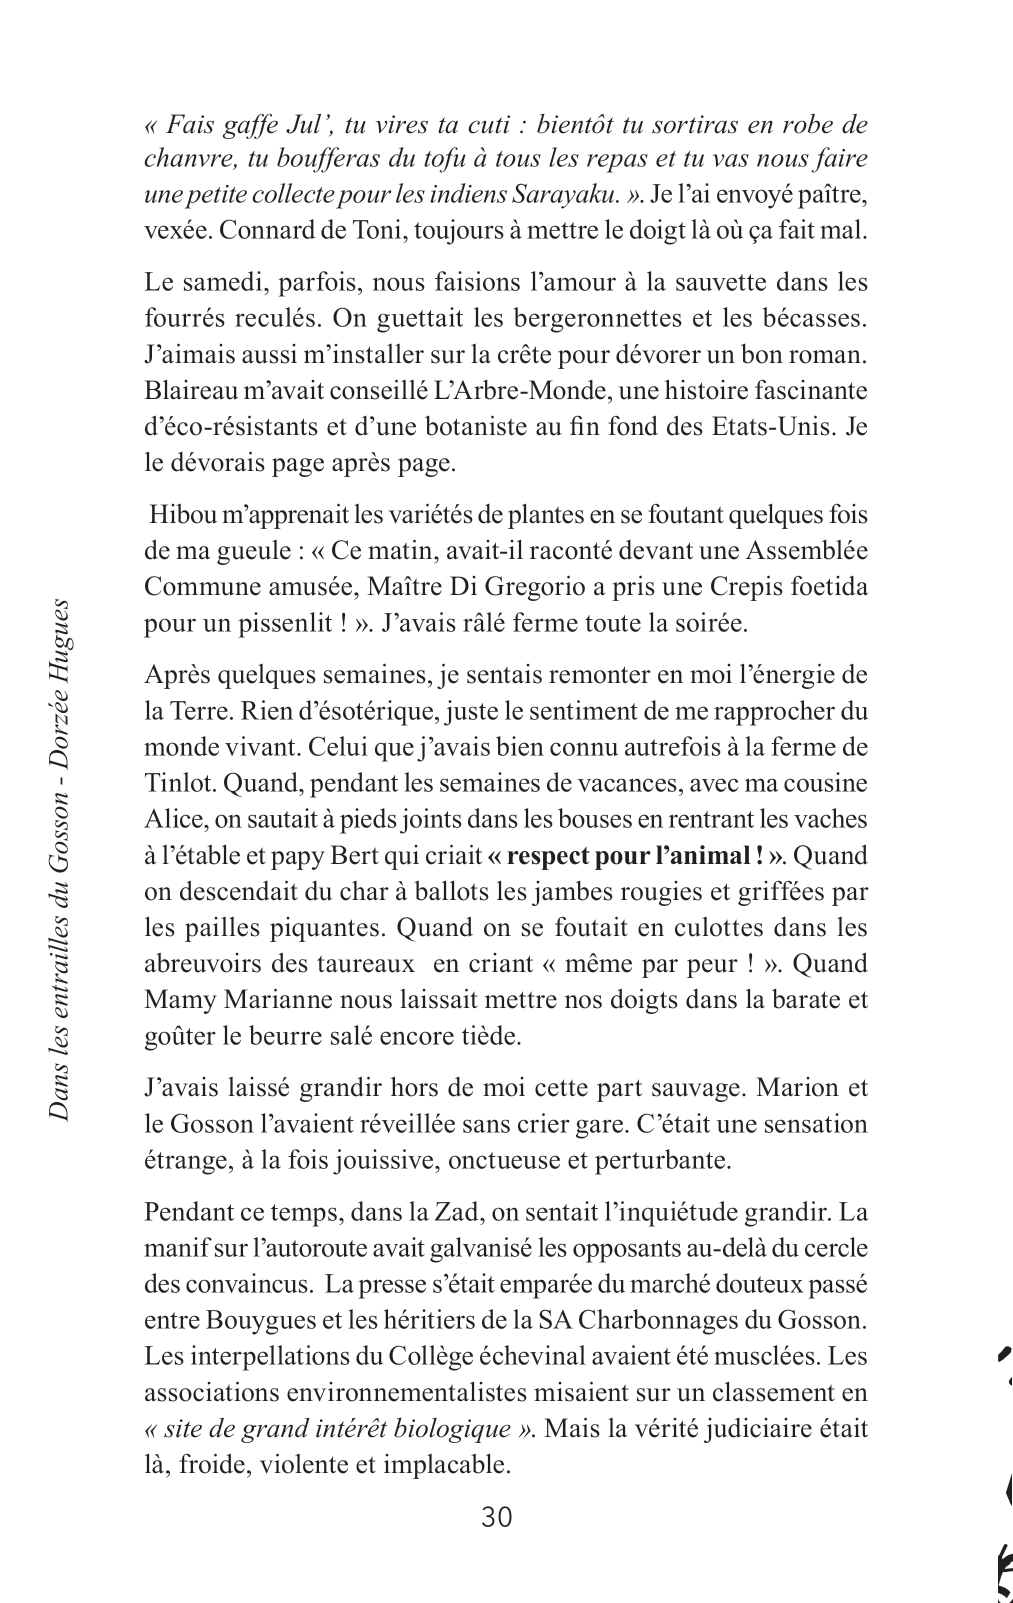 « Fais gaffe Jul’, tu vires ta cuti : bientôt tu sortiras en robe de
chanvre, tu boufferas du tofu à tous les repas et tu vas nous faire
une petite collecte pour les indiens Sarayaku. ». Je l’ai envoyé paître,
vexée. Connard de Toni, toujours à mettre le doigt là où ça fait mal.
Le samedi, parfois, nous faisions l’amour à la sauvette dans les
fourrés reculés. On guettait les bergeronnettes et les bécasses.
J’aimais aussi m’installer sur la crête pour dévorer un bon roman.
Blaireau m’avait conseillé L’Arbre-Monde, une histoire fascinante
d’éco-résistants et d’une botaniste au fin fond des Etats-Unis. Je
le dévorais page après page.
Hibou m’apprenait les variétés de plantes en se foutant quelques fois
de ma gueule : « Ce matin, avait-il raconté devant une Assemblée
Commune amusée, Maître Di Gregorio a pris une Crepis foetida
pour un pissenlit ! ». J’avais râlé ferme toute la soirée.
Après quelques semaines, je sentais remonter en moi l’énergie de
la Terre. Rien d’ésotérique, juste le sentiment de me rapprocher du
monde vivant. Celui que j’avais bien connu autrefois à la ferme de
Tinlot. Quand, pendant les semaines de vacances, avec ma cousine
Alice, on sautait à pieds joints dans les bouses en rentrant les vaches
à l’étable et papy Bert qui criait « respect pour l’animal ! ». Quand
on descendait du char à ballots les jambes rougies et griffées par
les pailles piquantes. Quand on se foutait en culottes dans les
abreuvoirs des taureaux  en criant « même par peur ! ». Quand
Mamy Marianne nous laissait mettre nos doigts dans la barate et
goûter le beurre salé encore tiède.
J’avais laissé grandir hors de moi cette part sauvage. Marion et
le Gosson l’avaient réveillée sans crier gare. C’était une sensation
étrange, à la fois jouissive, onctueuse et perturbante.
Pendant ce temps, dans la Zad, on sentait l’inquiétude grandir. La
manif sur l’autoroute avait galvanisé les opposants au-delà du cercle
des convaincus.  La presse s’était emparée du marché douteux passé
entre Bouygues et les héritiers de la SA Charbonnages du Gosson.
Les interpellations du Collège échevinal avaient été musclées. Les
associations environnementalistes misaient sur un classement en
« site de grand intérêt biologique ». Mais la vérité judiciaire était
là, froide, violente et implacable.
30
Dans les entrailles du Gosson - Dorzée Hugues